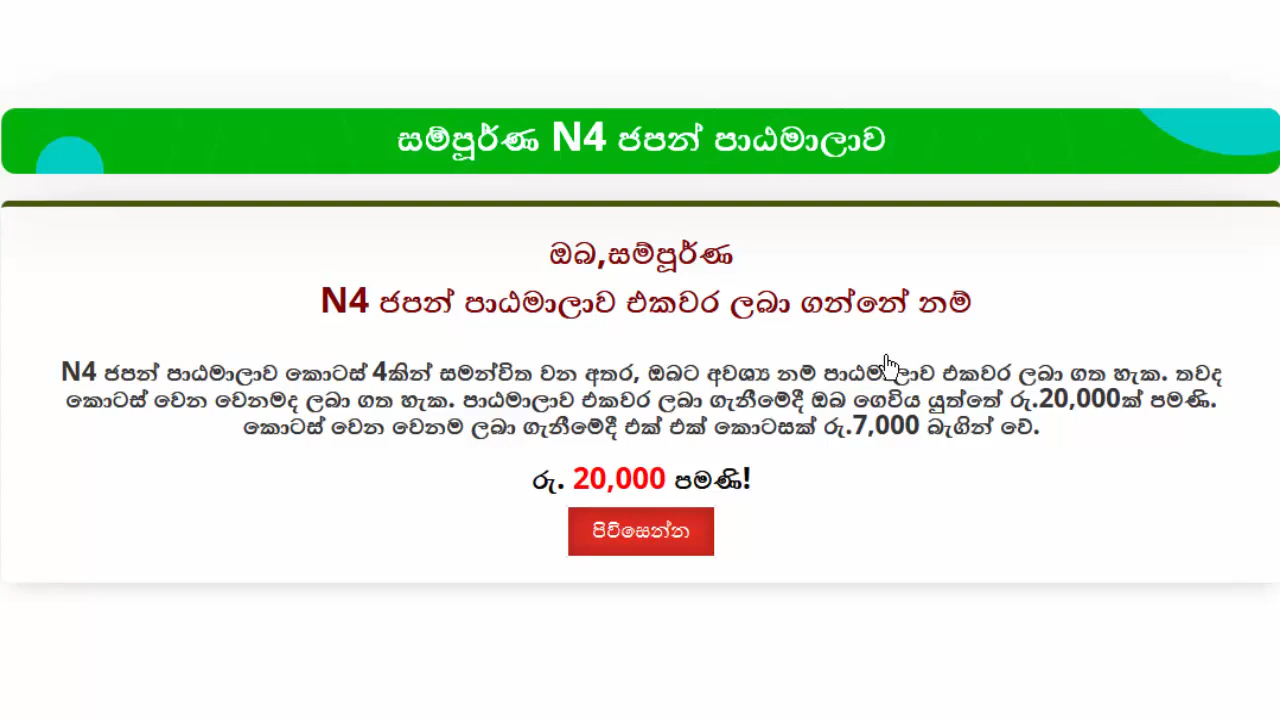 සම්පූර්ණ N4 ජපන් පාඨමාලාව
ඔබ,සම්පූර්ණ
N4 ජපන් පාඨමාලාව එකවර ලබා ගන්නේ නම්
N4 ජපන් පාඨමාලාව කොටස් 4කින් සමන්විත වන අතර, ඔබට අවශ්‍ය නම් පාඨමාලාව එකවර ලබා ගත හැක. තවද
කොටස් වෙන වෙනමද ලබා ගත හැක. පාඨමාලාව එකවර ලබා ගැනීමේදී ඔබ ගෙවිය යුත්තේ රු.20,000ක් පමණි.
කොටස් වෙන වෙනම ලබා ගැනීමේදී එක් එක් කොටසක් රු.7,000 බැගින් වේ.
රු. 20,000 පමණි!
පිවිසෙන්න